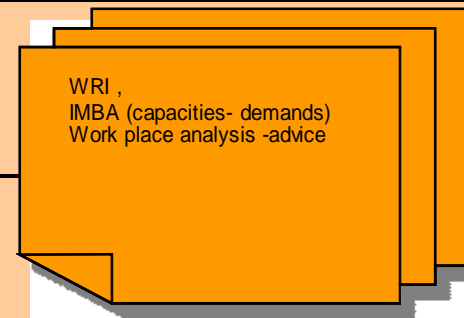 WRI ,
IMBA (capacities- demands)
Work place analysis -advice